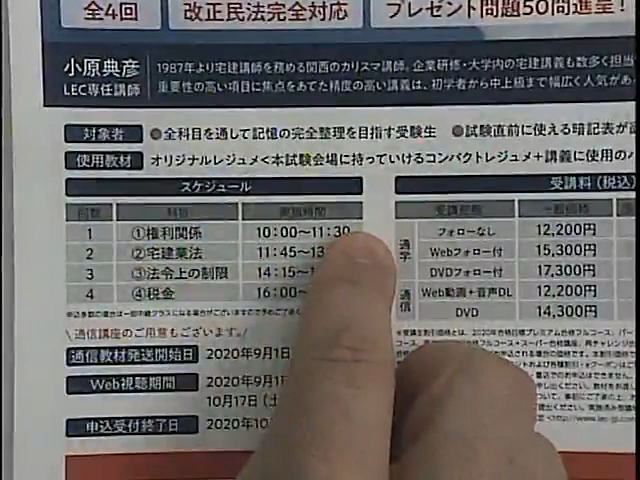 全4回
改正民法完全対応
プレゼント問題50問進呈!
小原典彦
LEC専任講師
1987年より宅建講師を務める関西のカリスマ講師。企業研修・大学内の宅建講義も数多く担当
重要性の高い項目に焦点をあてた精度の高い講義は、初学者から中上級まで幅広く人気があ
対象者 ●全科目を通して記憶の完全整理を目指す受験生 ●試験直前に使える暗記表が
使用教材 オリジナルレジュメ<本試験会場に持っていけるコンパクトレジュメ+講義に使用の
スケジュール
回数 科目 実施時間
1 ①権利関係 10:00〜11:30
2 ②宅建業法 11:45〜13
3 ③法令上の制限 14:15〜
4 ④税金 16:00〜
受講料(税込)
受講形態 一般価格
通学 フォローなし 12,200円
Webフォロー付 15,300円
DVDフォロー付 17,300円
通信 Web動画+音声DL 12,200円
DVD 14,300円
\通信講座のご用意もございます。/
通信教材発送開始日 2020年9月1日
Web視聴期間 2020年9月1
10月17日(土
申込受付終了日 2020年10